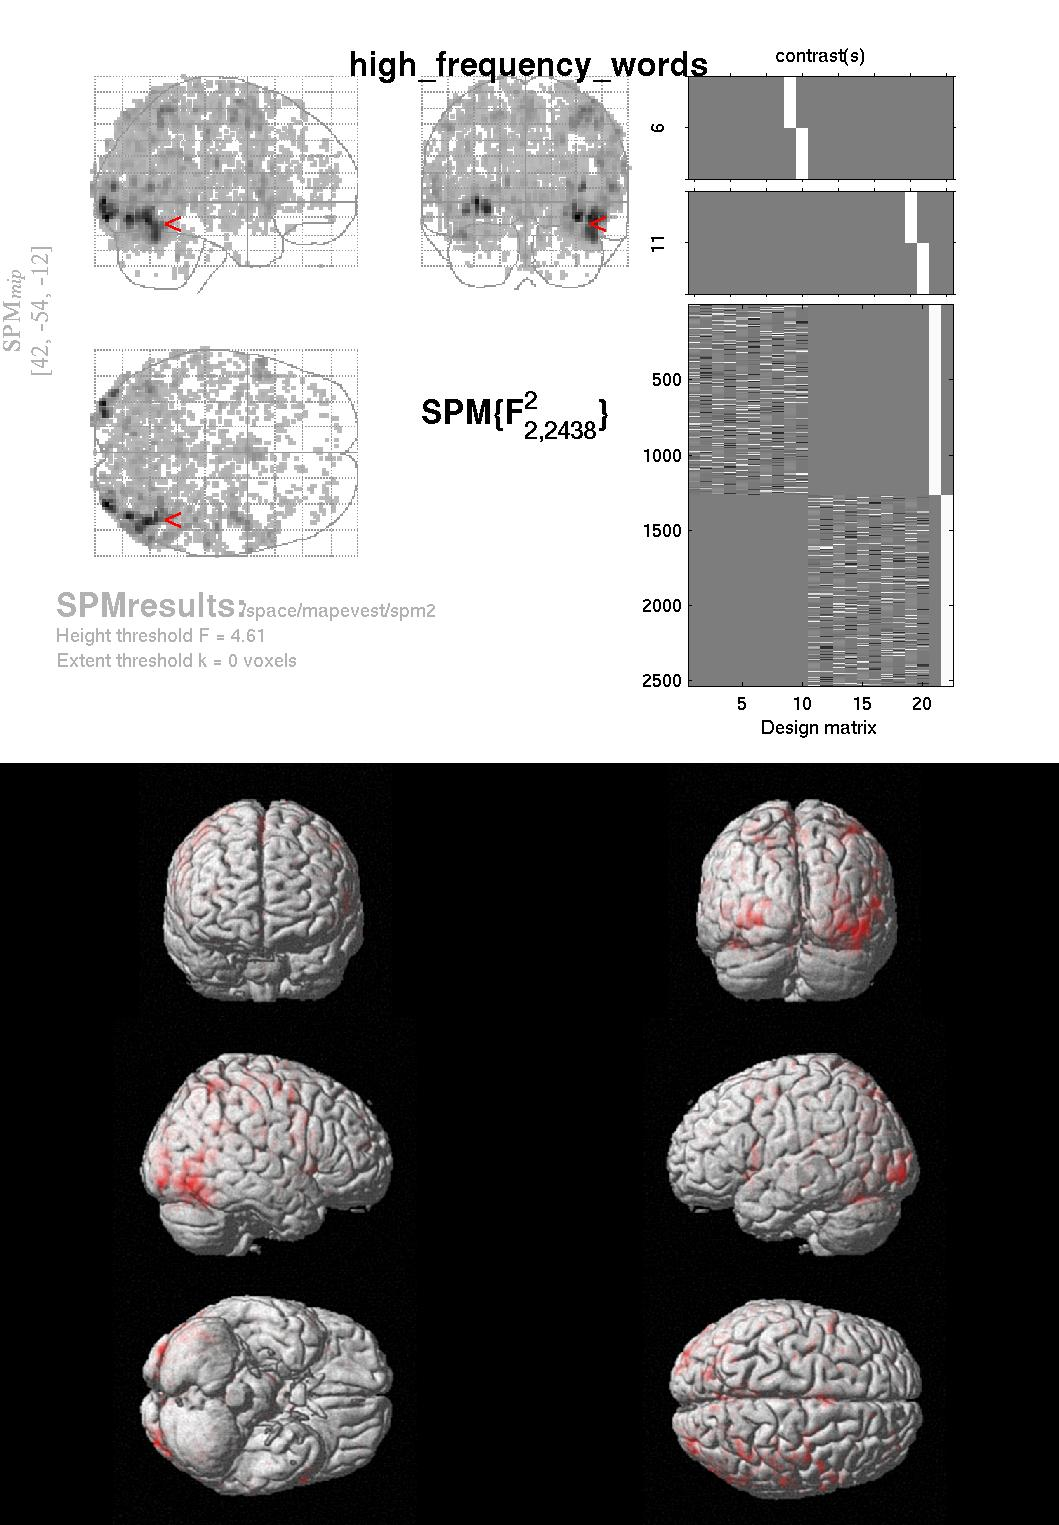 high_frequency_words
contrast(s)
6
11
SPMmip
[42, -54, -12]
<
<
<
SPM{F2 2,2438}
500
1000
1500
2000
2500
5 10 15 20
Design matrix
SPMresults: /space/mapevest/spm2
Height threshold F = 4.61
Extent threshold k = 0 voxels